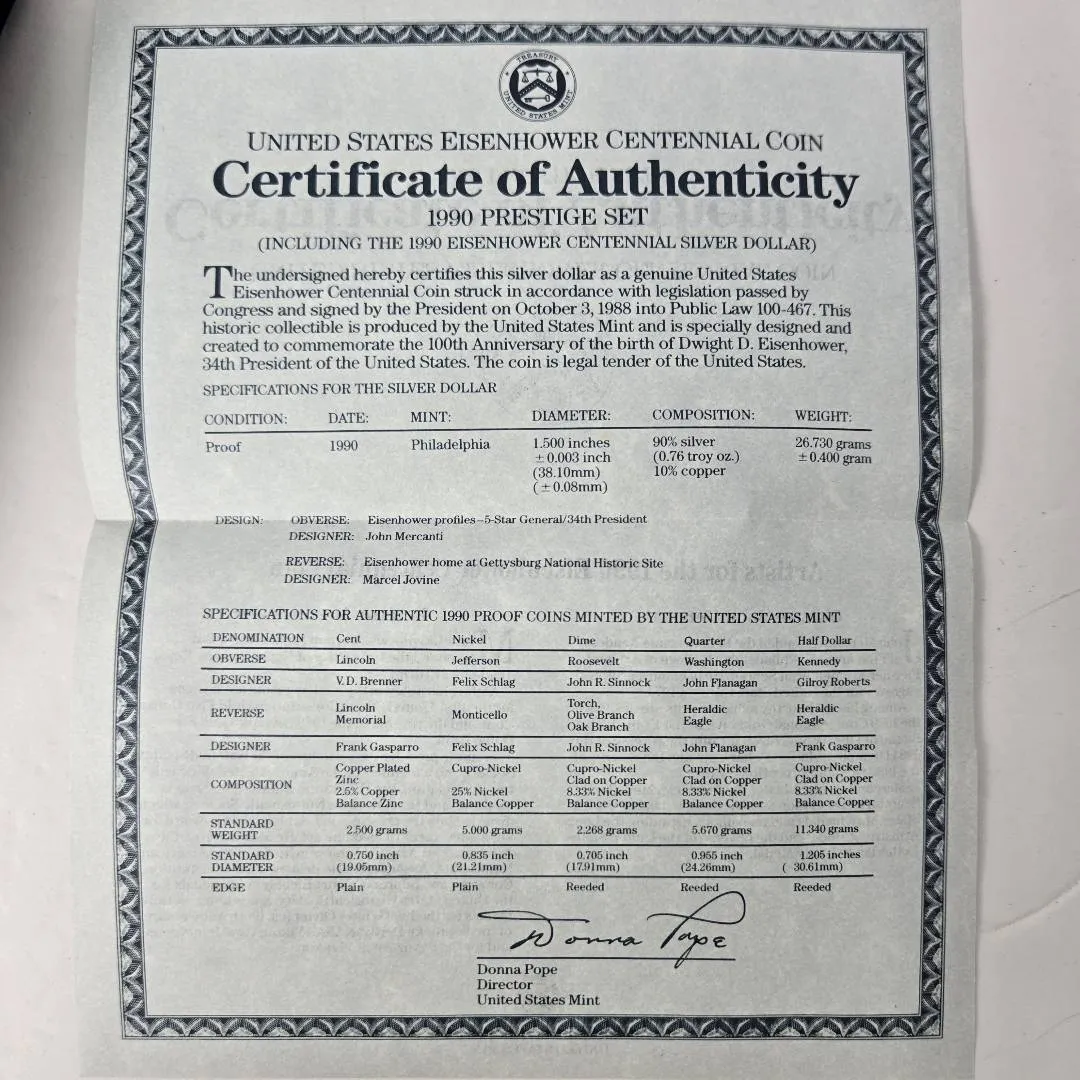 TREASURY
UNITED STATES MINT
UNITED STATES EISENHOWER CENTENNIAL COIN
Certificate of Authenticity
1990 PRESTIGE SET
(INCLUDING THE 1990 EISENHOWER CENTENNIAL SILVER DOLLAR)
The undersigned hereby certifies this silver dollar as a genuine United States
Eisenhower Centennial Coin struck in accordance with legislation passed by
Congress and signed by the President on October 3, 1988 into Public Law 100-467. This
historic collectible is produced by the United States Mint and is specially designed and
created to commemorate the 100th Anniversary of the birth of Dwight D. Eisenhower,
34th President of the United States. The coin is legal tender of the United States.
SPECIFICATIONS FOR THE SILVER DOLLAR
CONDITION: DATE: MINT: DIAMETER: COMPOSITION: WEIGHT:
Proof 1990 Philadelphia 1.500 inches 90% silver 26.730 grams
±0.003 inch (0.76 troy oz.) ±0.400 gram
(38.10mm) 10% copper
(±0.08mm)
DESIGN: OBVERSE: Eisenhower profiles–5-Star General/34th President
DESIGNER: John Mercanti
REVERSE: Eisenhower home at Gettysburg National Historic Site
DESIGNER: Marcel Jovine
SPECIFICATIONS FOR AUTHENTIC 1990 PROOF COINS MINTED BY THE UNITED STATES MINT
DENOMINATION Cent Nickel Dime Quarter Half Dollar
OBVERSE Lincoln Jefferson Roosevelt Washington Kennedy
DESIGNER V.D. Brenner Felix Schlag John R. Sinnock John Flanagan Gilroy Roberts
REVERSE Lincoln Memorial Monticello Torch, Olive Branch Oak Branch Heraldic Eagle Heraldic Eagle
DESIGNER Frank Gasparro Felix Schlag John R. Sinnock John Flanagan Frank Gasparro
COMPOSITION Copper Plated Zinc 2.5% Copper Balance Zinc Cupro-Nickel 25% Nickel Balance Copper Cupro-Nickel Clad on Copper 8.33% Nickel Balance Copper Cupro-Nickel Clad on Copper 8.33% Nickel Balance Copper Cupro-Nickel Clad on Copper 8.33% Nickel Balance Copper
STANDARD WEIGHT 2.500 grams 5.000 grams 2.268 grams 5.670 grams 11.340 grams
STANDARD DIAMETER 0.750 inch (19.05mm) 0.835 inch (21.21mm) 0.705 inch (17.91mm) 0.955 inch (24.26mm) 1.205 inches ( 30.61mm)
EDGE Plain Plain Reeded Reeded Reeded
Donna Pope
Donna Pope
Director
United States Mint